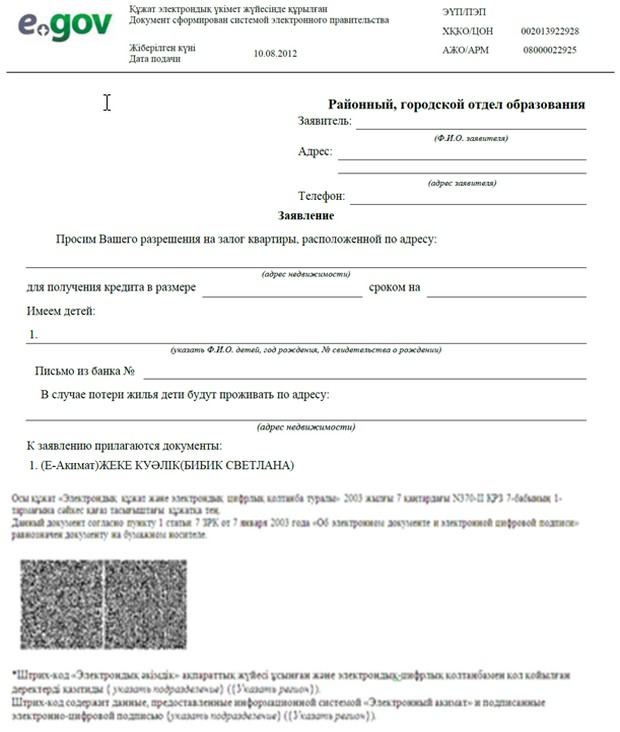 e.gov
Құжат электрондық үкімет жүйесінде құрылған
Документ сформирован системой электронного правительства
Жіберілген күні
Дата подачи
10.08.2012
ЭҮП/ПЭП
ХҚКО/ЦОН 002013922928
АЖО/АРМ 08000022925
Районный, городской отдел образования
Заявитель:
(Ф.И.О. заявителя)
Адрес:
(адрес заявителя)
Телефон:
Заявление
Просим Вашего разрешения на залог квартиры, расположенной по адресу:
(адрес недвижимости)
для получения кредита в размере сроком на
Имеем детей:
1.
(указать Ф.И.О. детей, год рождения, № свидетельства о рождении)
Письмо из банка №
В случае потери жилья дети будут проживать по адресу:
(адрес недвижимости)
К заявлению прилагаются документы:
1. (Е-Акимат)ЖЕКЕ КУӘЛІК(БИБИК СВЕТЛАНА)
Осы құжат «Электрондық құжат және электрондық цифрлық қолтаңба туралы» 2003 жылғы 7 қаңтардағы N370-II ҚРЗ 7-бабының 1-
тармағына сәйкес қағаз тасығыштағы құжатқа тең.
Данный документ согласно пункту 1 статьи 7 ЗРК от 7 января 2003 года «Об электронном документе и электронной цифровой подписи»
равнозначен документу на бумажном носителе.
*Штрих-код «Электрондық әкімдік» ақпараттық жүйесі ұсынған және электрондық-цифрлық қолтаңбамен қол қойылған
деректерді қамтиды ( указать подразделение) ({Указать регион}).
Штрих-код содержит данные, предоставленные информационной системой «Электронный акимат» и подписанные
электронно-цифровой подписью (указать подразделение) ({Указать регион}).